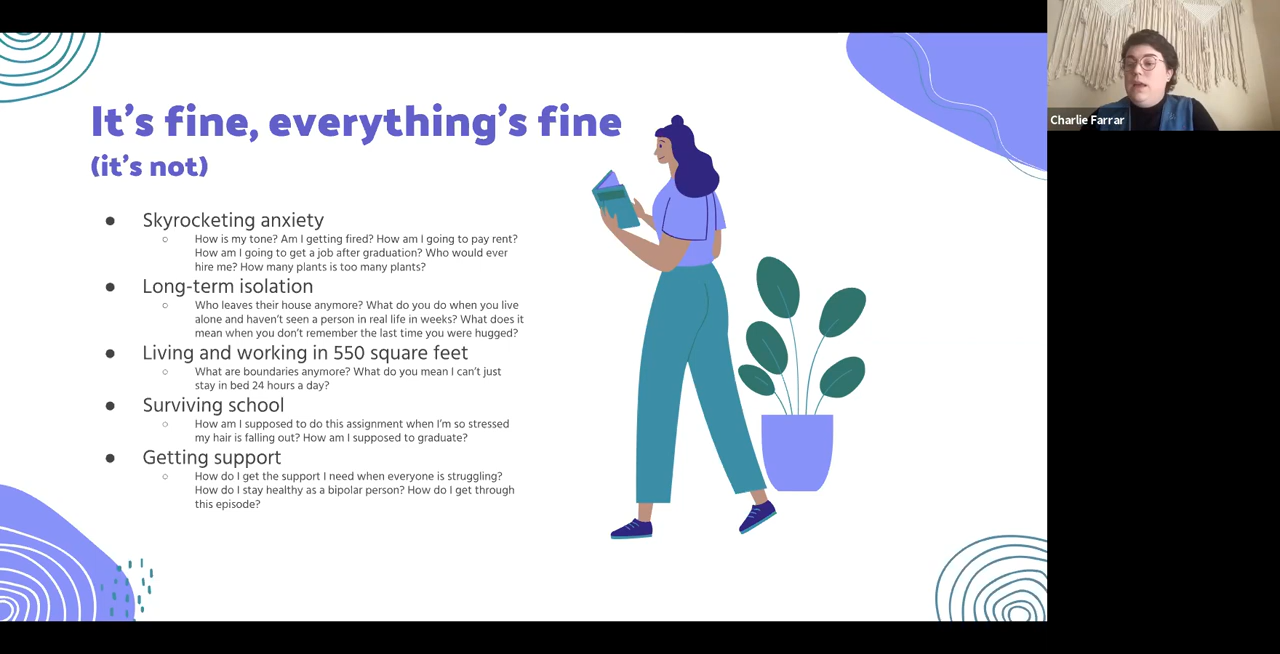 It's fine, everything's fine
(it's not)
● Skyrocketing anxiety
○ How is my tone? Am I getting fired? How am I going to pay rent?
How am I going to get a job after graduation? Who would ever
hire me? How many plants is too many plants?
● Long-term isolation
○ Who leaves their house anymore? What do you do when you live
alone and haven't seen a person in real life in weeks? What does it
mean when you don't remember the last time you were hugged?
● Living and working in 550 square feet
○ What are boundaries anymore? What do you mean I can't just
stay in bed 24 hours a day?
● Surviving school
○ How am I supposed to do this assignment when I'm so stressed
my hair is falling out? How am I supposed to graduate?
● Getting support
○ How do I get the support I need when everyone is struggling?
How do I stay healthy as a bipolar person? How do I get through
this episode?
Charlie Farrar